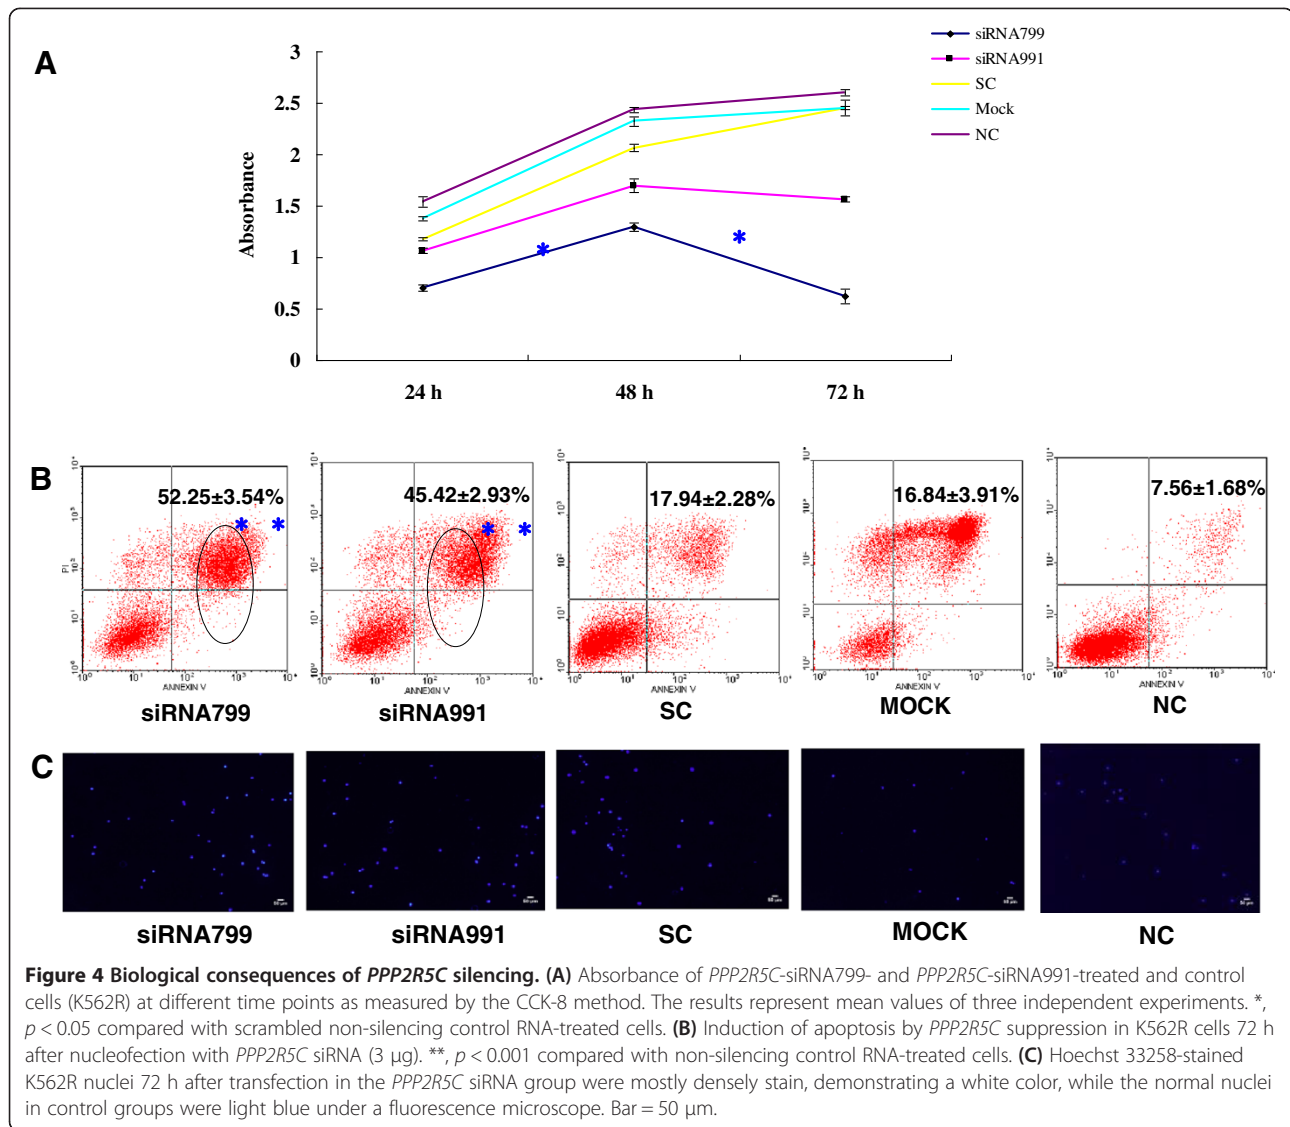 A
3
2.5
2
1.5
1
0.5
0
Absorbance
24 h
48 h
72 h
siRNA799
siRNA991
SC
Mock
NC
*
*
B
52.25±3.54%
* *
45.42±2.93%
* *
17.94±2.28%
16.84±3.91%
7.56±1.68%
PI
ANNEXIN V
ANNEXIN V
ANNEXIN V
ANNEXIN V
ANNEXIN V
siRNA799
siRNA991
SC
MOCK
NC
C
50 µm
siRNA799
siRNA991
SC
MOCK
NC
Figure 4 Biological consequences of PPP2R5C silencing. (A) Absorbance of PPP2R5C-siRNA799- and PPP2R5C-siRNA991-treated and control
cells (K562R) at different time points as measured by the CCK-8 method. The results represent mean values of three independent experiments. *,
p < 0.05 compared with scrambled non-silencing control RNA-treated cells. (B) Induction of apoptosis by PPP2R5C suppression in K562R cells 72 h
after nucleofection with PPP2R5C siRNA (3 µg). **, p < 0.001 compared with non-silencing control RNA-treated cells. (C) Hoechst 33258-stained
K562R nuclei 72 h after transfection in the PPP2R5C siRNA group were mostly densely stain, demonstrating a white color, while the normal nuclei
in control groups were light blue under a fluorescence microscope. Bar = 50 µm.